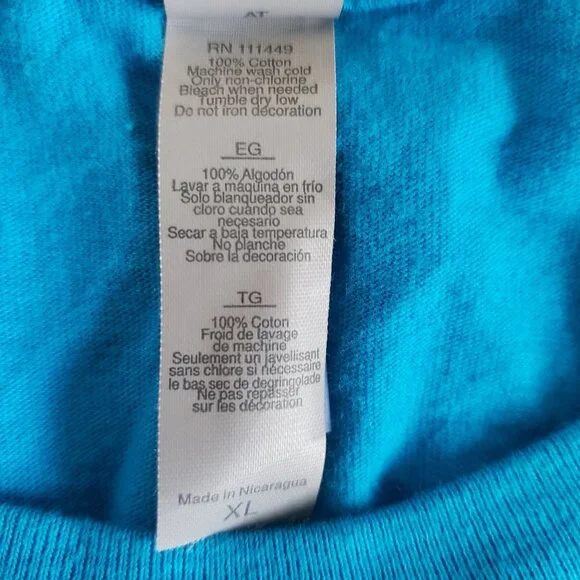 AT
RN 111449
100% Cotton
Machine wash cold
Only non-chlorine
Bleach when needed
Tumble dry low
Do not iron decoration
EG
100% Algodón
Lavar a máquina en frío
Solo blanqueador sin
cloro cuando sea
necesario
Secar a baja temperatura
No planche
Sobre la decoración
TG
100% Coton
Froid de lavage
de machine
Seulement un javellisant
sans chlore si nécessaire
le bas sec de degringolade
Ne pas repasser
sur les décoration
Made in Nicaragua
XL